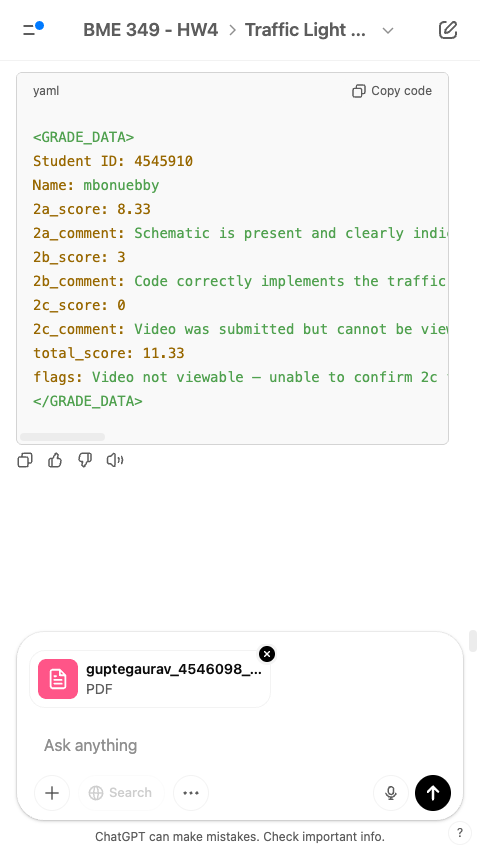 BME 349 - HW4 > Traffic Light ...
yaml Copy code
<GRADE_DATA>
Student ID: 4545910
Name: mbonuebby
2a_score: 8.33
2a_comment: Schematic is present and clearly indi
2b_score: 3
2b_comment: Code correctly implements the traffic
2c_score: 0
2c_comment: Video was submitted but cannot be view
total_score: 11.33
flags: Video not viewable — unable to confirm 2c
</GRADE_DATA>
guptegaurav_4546098_...
PDF
Ask anything
Search
ChatGPT can make mistakes. Check important info.
?